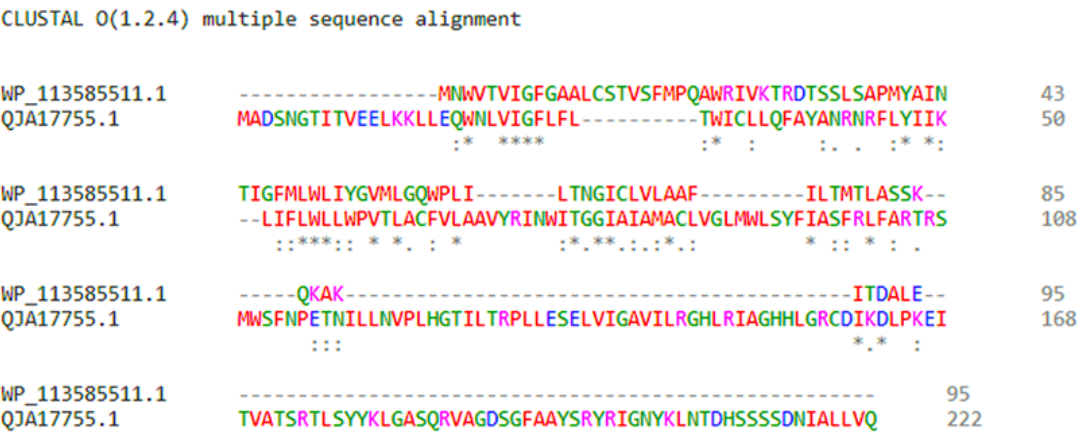 CLUSTAL O(1.2.4) multiple sequence alignment
WP_113585511.1 -----------------MNWVTVIGFGAALCSTVSFMPQAWRIVKTRDTSSLSAPMYAIN 43
QJA17755.1 MADSNGTITVEELKKLLEQWNLVIGFLFL----------TWICLLQFAYANRNRFLYIIK 50
:* **** :* : :. . :* *:
WP_113585511.1 TIGFMLWLIYGVMLGQWPLI-------LTNGICLVLAAF---------ILTMTLASSK-- 85
QJA17755.1 --LIFLWLLWPVTLACFVLAAVYRINWITGGIAIAMACLVGLMWLSYFIASFRLFARTRS 108
::***:: * *. : * :*.**.:.:*.: * :: * : .
WP_113585511.1 -----QKAK-------------------------------------------ITDALE-- 95
QJA17755.1 MWSFNPETNILLNVPLHGTILTRPLLESELVIGAVILRGHLRIAGHHLGRCDIKDLPKEI 168
::: *.* :
WP_113585511.1 ------------------------------------------------------ 95
QJA17755.1 TVATSRTLSYYKLGASQRVAGDSGFAAYSRYRIGNYKLNTDHSSSSDNIALLVQ 222